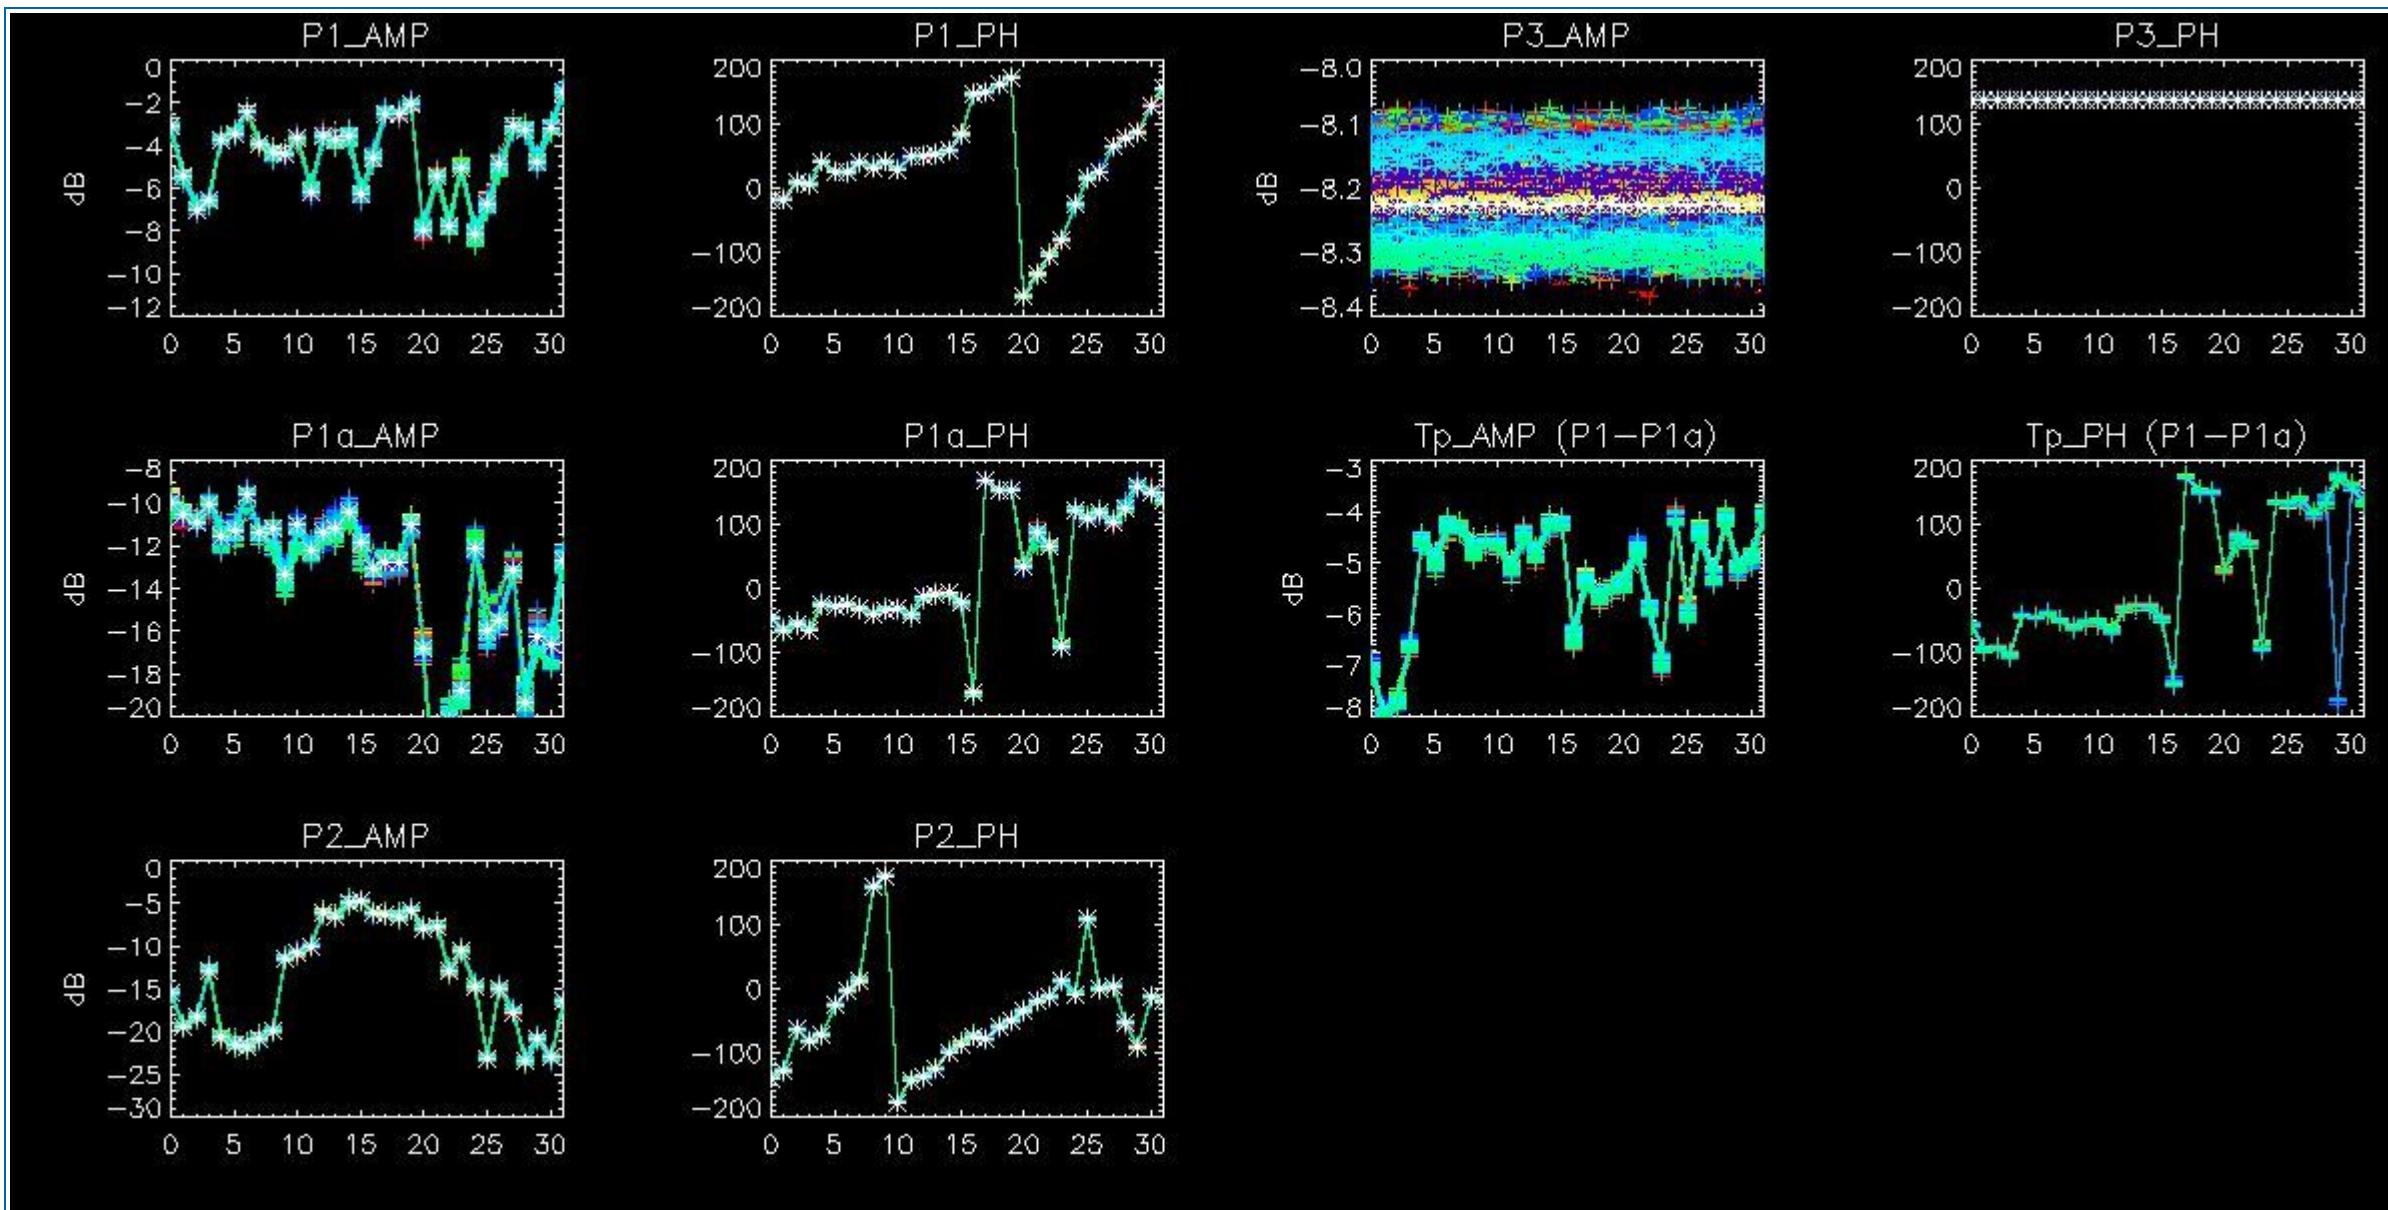 P1_AMP P1_PH P3_AMP P3_PH
0 200 −8.0 200
−2
−4 100 −8.1 100
dB −6 0 dB −8.2 0
−8
−10 −100 −8.3 −100
−12 −200 −8.4 −200
0 5 10 15 20 25 30 0 5 10 15 20 25 30 0 5 10 15 20 25 30 0 5 10 15 20 25 30
P1a_AMP P1a_PH Tp_AMP (P1−P1a) Tp_PH (P1−P1a)
−8 200 −3 200
−10
−12 100 −4 100
dB −14 0 dB −5 0
−16 −6
−18 −100 −7 −100
−20 −200 −8 −200
0 5 10 15 20 25 30 0 5 10 15 20 25 30 0 5 10 15 20 25 30 0 5 10 15 20 25 30
P2_AMP P2_PH
0 200
−5
−10 100
dB −15 0
−20
−25 −100
−30 −200
0 5 10 15 20 25 30 0 5 10 15 20 25 30